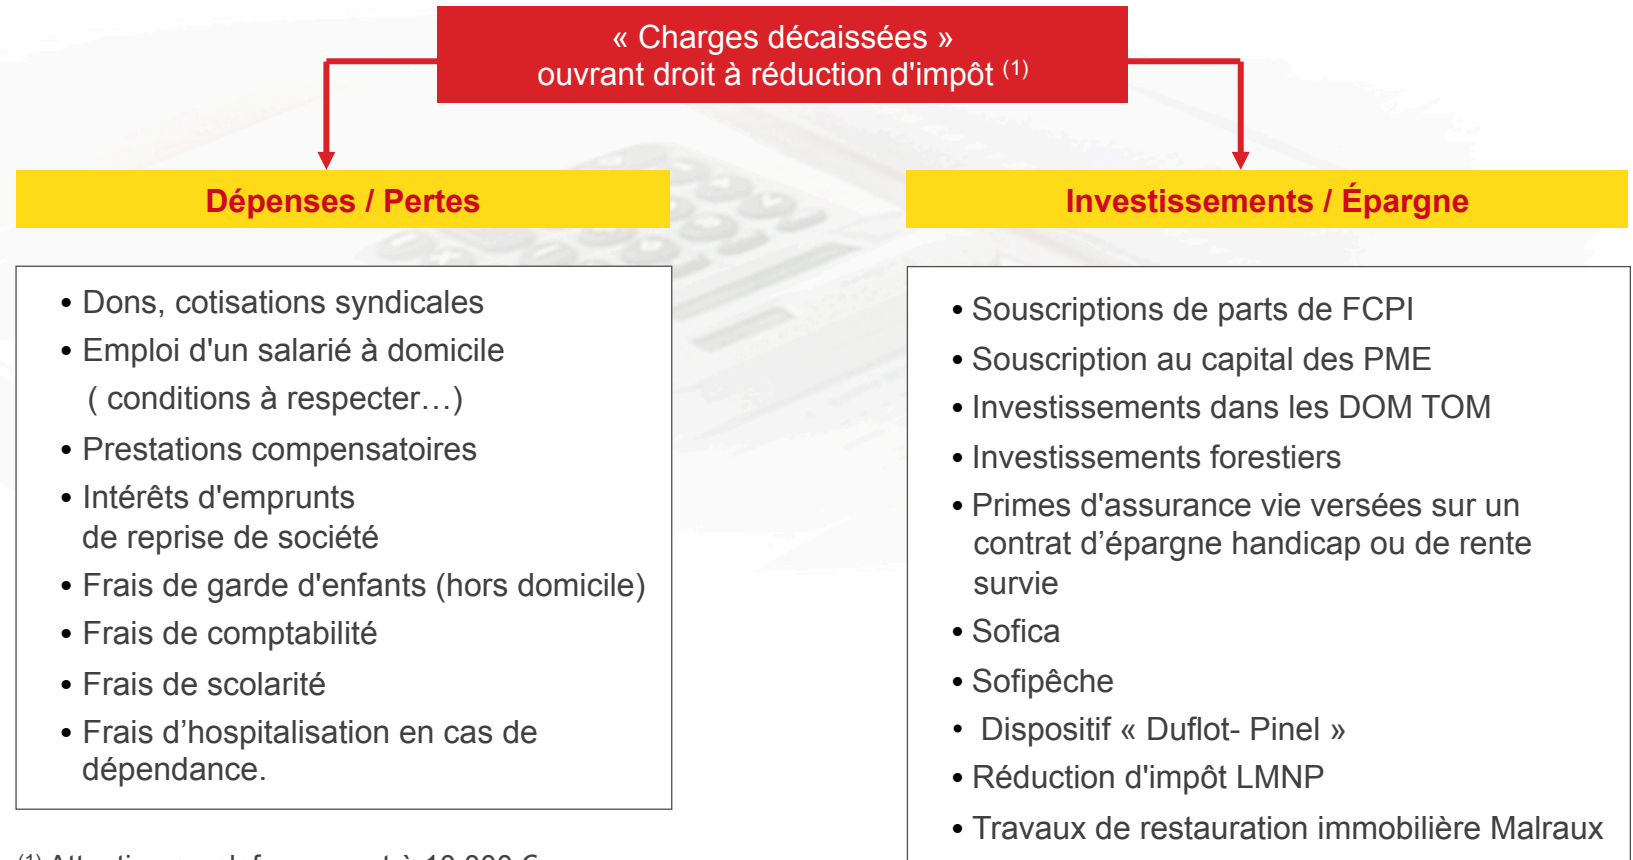 « Charges décaissées »
ouvrant droit à réduction d'impôt (1)
Dépenses / Pertes
• Dons, cotisations syndicales
• Emploi d'un salarié à domicile
( conditions à respecter…)
• Prestations compensatoires
• Intérêts d'emprunts
de reprise de société
• Frais de garde d'enfants (hors domicile)
• Frais de comptabilité
• Frais de scolarité
• Frais d’hospitalisation en cas de
dépendance.
Investissements / Épargne
• Souscriptions de parts de FCPI
• Souscription au capital des PME
• Investissements dans les DOM TOM
• Investissements forestiers
• Primes d'assurance vie versées sur un
contrat d’épargne handicap ou de rente
survie
• Sofica
• Sofipêche
• Dispositif « Duflot- Pinel »
• Réduction d'impôt LMNP
• Travaux de restauration immobilière Malraux
(1)